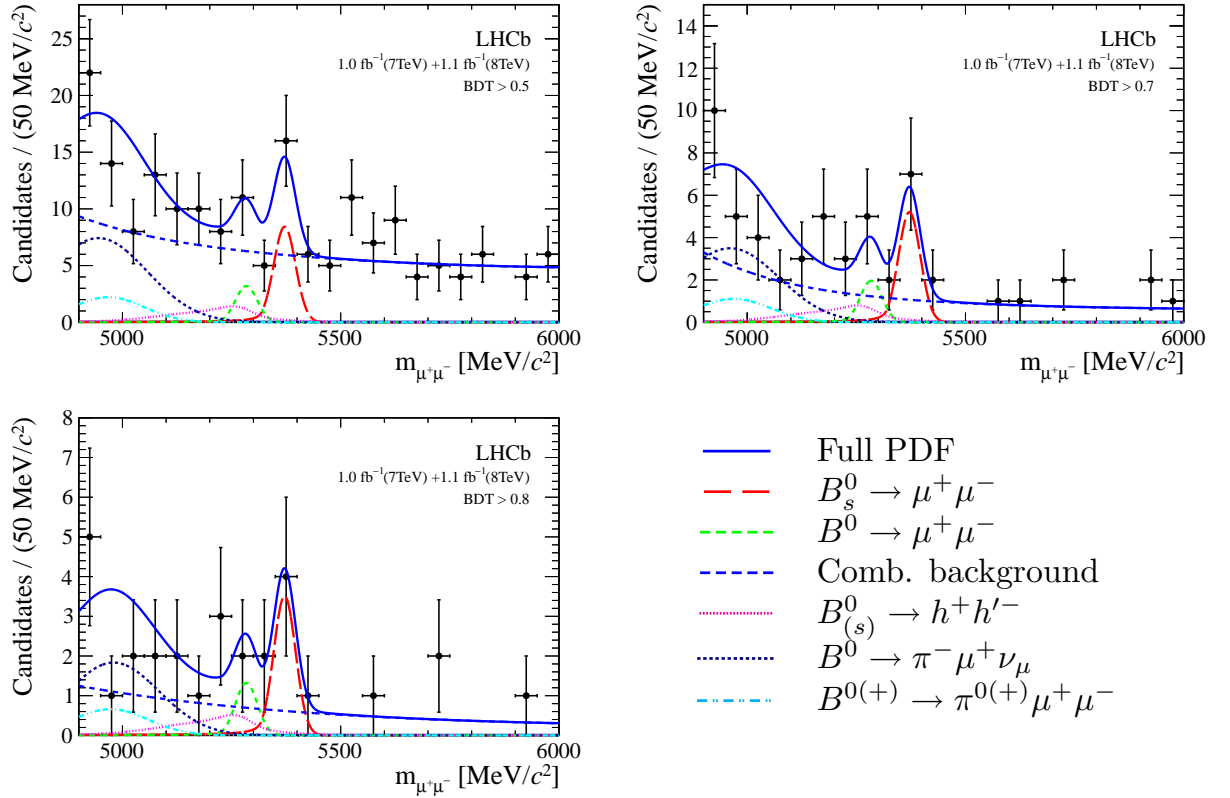 25
20
15
10
5
0
Candidates / (50 MeV/c²)
LHCb
1.0 fb⁻¹(7TeV) +1.1 fb⁻¹(8TeV)
BDT > 0.5
5000 5500 6000
m_μ⁺μ⁻ [MeV/c²]
14
12
10
8
6
4
2
0
Candidates / (50 MeV/c²)
LHCb
1.0 fb⁻¹(7TeV) +1.1 fb⁻¹(8TeV)
BDT > 0.7
5000 5500 6000
m_μ⁺μ⁻ [MeV/c²]
8
7
6
5
4
3
2
1
0
Candidates / (50 MeV/c²)
LHCb
1.0 fb⁻¹(7TeV) +1.1 fb⁻¹(8TeV)
BDT > 0.8
5000 5500 6000
m_μ⁺μ⁻ [MeV/c²]
Full PDF
B_s⁰ → μ⁺μ⁻
B⁰ → μ⁺μ⁻
Comb. background
B⁰_(s) → h⁺h′⁻
B⁰ → π⁻μ⁺ν_μ
B⁰⁽⁺⁾ → π⁰⁽⁺⁾μ⁺μ⁻